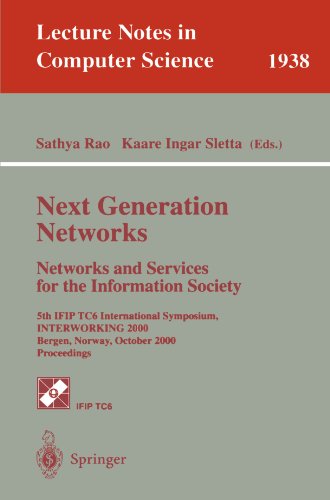 Lecture Notes in
Computer Science 1938
Sathya Rao Kaare Ingar Sletta (Eds.)
Next Generation
Networks
Networks and Services
for the Information Society
5th IFIP TC6 International Symposium,
INTERWORKING 2000
Bergen, Norway, October 2000
Proceedings
IFIP TC6
Springer